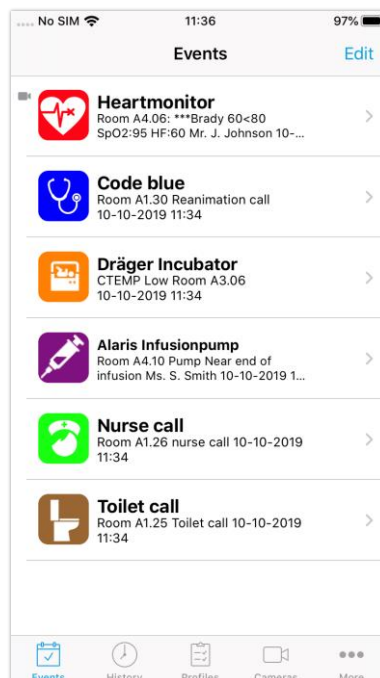 No SIM 11:36 97%
Events Edit
Heartmonitor
Room A4.06: ***Brady 60<80
SpO2:95 HF:60 Mr. J. Johnson 10-...
Code blue
Room A1.30 Reanimation call
10-10-2019 11:34
Dräger Incubator
CTEMP Low Room A3.06
10-10-2019 11:34
Alaris Infusionpump
Room A4.10 Pump Near end of
infusion Ms. S. Smith 10-10-2019 1...
Nurse call
Room A1.26 nurse call 10-10-2019
11:34
Toilet call
Room A1.25 Toilet call 10-10-2019
11:34
Events History Profiles Cameras More